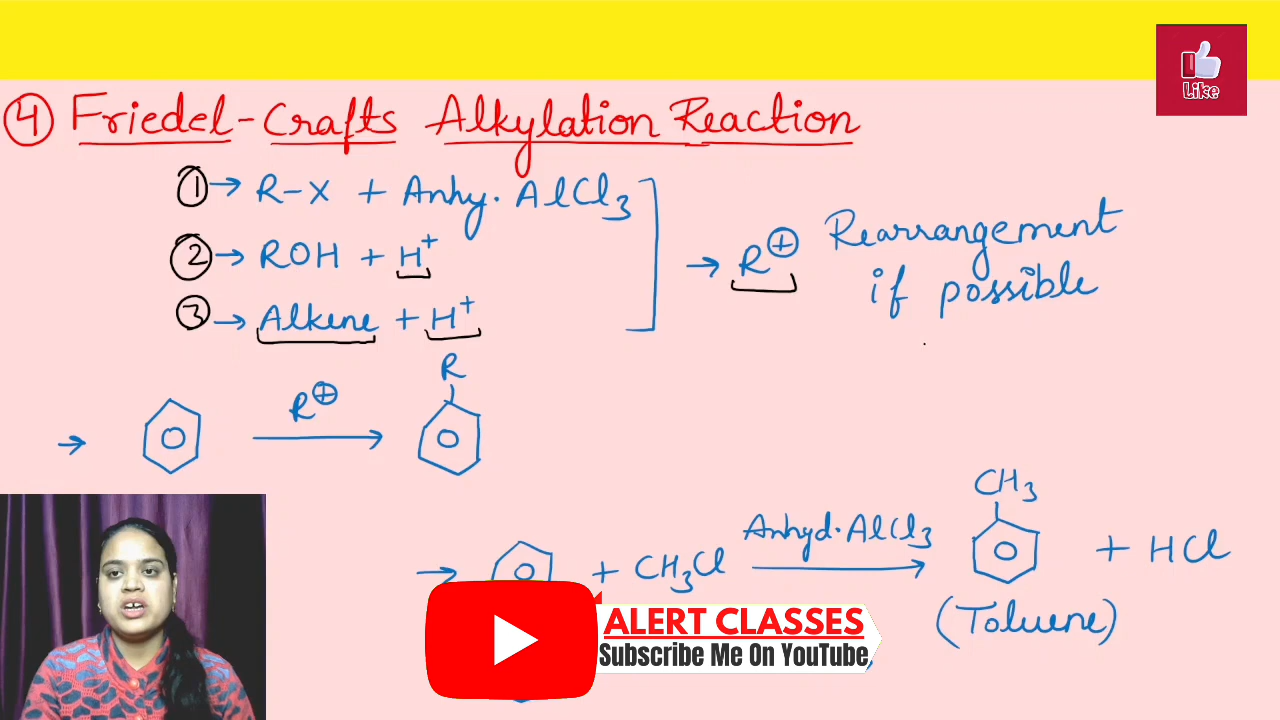 Like
④ Friedel-Crafts Alkylation Reaction
① → R-X + Anhy. AlCl₃
② → ROH + H⁺
③ → Alkene + H⁺
→ R⊕
Rearrangement
if possible
→ R⊕
R
→ + CH₃Cl Anhyd. AlCl₃ CH₃ + HCl
(Toluene)
ALERT CLASSES
Subscribe Me On YouTube